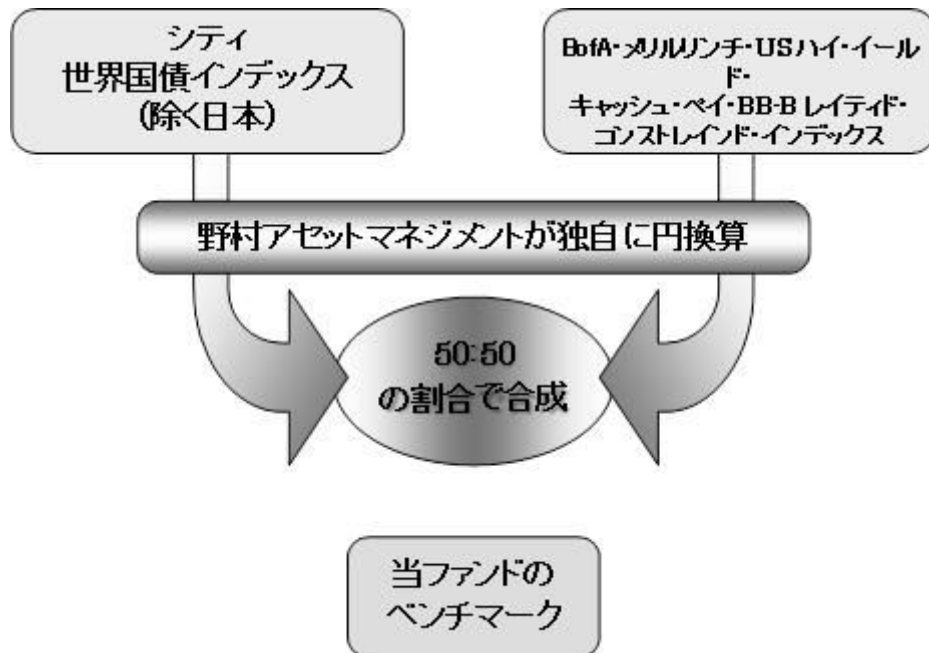 シティ
世界国債インデックス
(除く日本)
BofA・メリルリンチ・USハイ・イール
ド・
キャッシュ・ペイ・BB-Bレイティド・
コンストレインド・インデックス
野村アセットマネジメントが独自に円換算
50:50
の割合で合成
当ファンドの
ベンチマーク